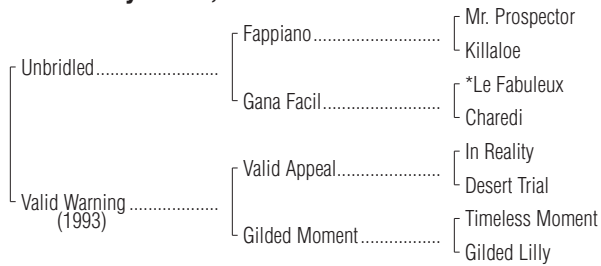 Mr. Prospector
Fappiano
Killaloe
Unbridled
*Le Fabuleux
Gana Facil
Charedi
In Reality
Valid Appeal
Desert Trial
Valid Warning
(1993)
Timeless Moment
Gilded Moment
Gilded Lilly